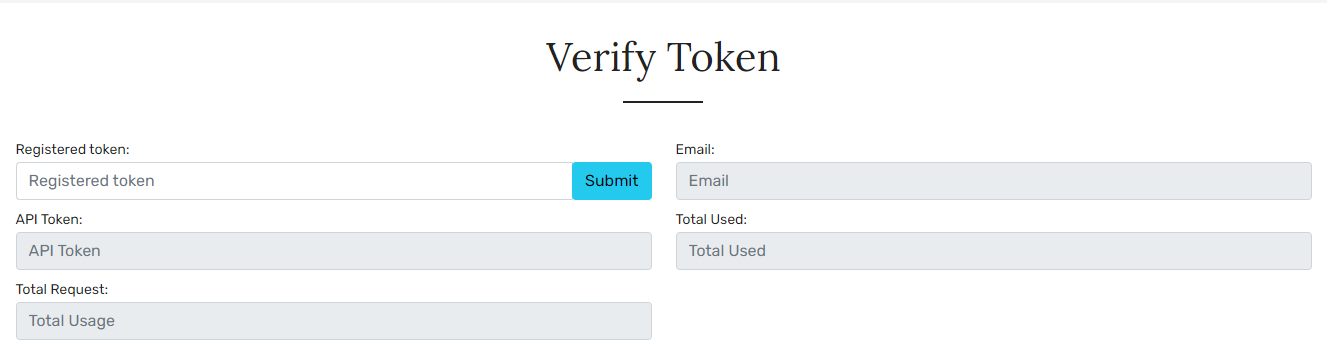 Verify Token
Registered token:
Registered token
Submit
Email:
Email
API Token:
API Token
Total Used:
Total Used
Total Request:
Total Usage